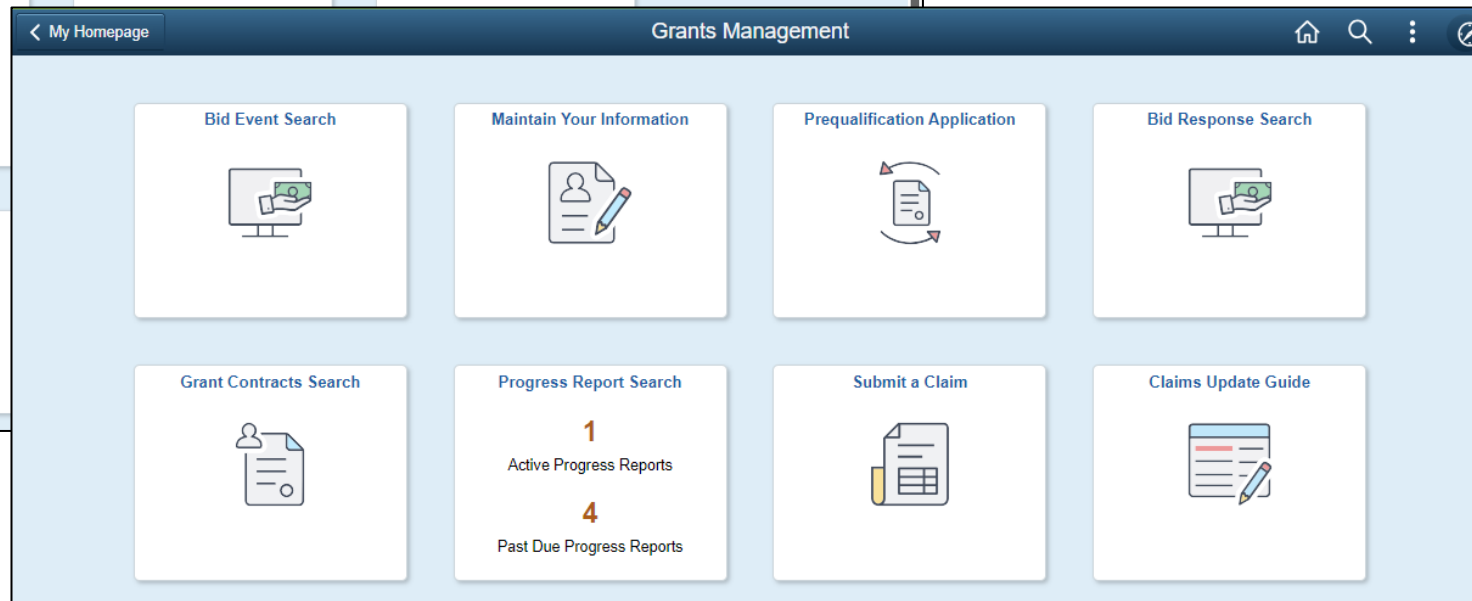 My Homepage
Grants Management
Bid Event Search
Maintain Your Information
Prequalification Application
Bid Response Search
Grant Contracts Search
Progress Report Search
1
Active Progress Reports
4
Past Due Progress Reports
Submit a Claim
Claims Update Guide